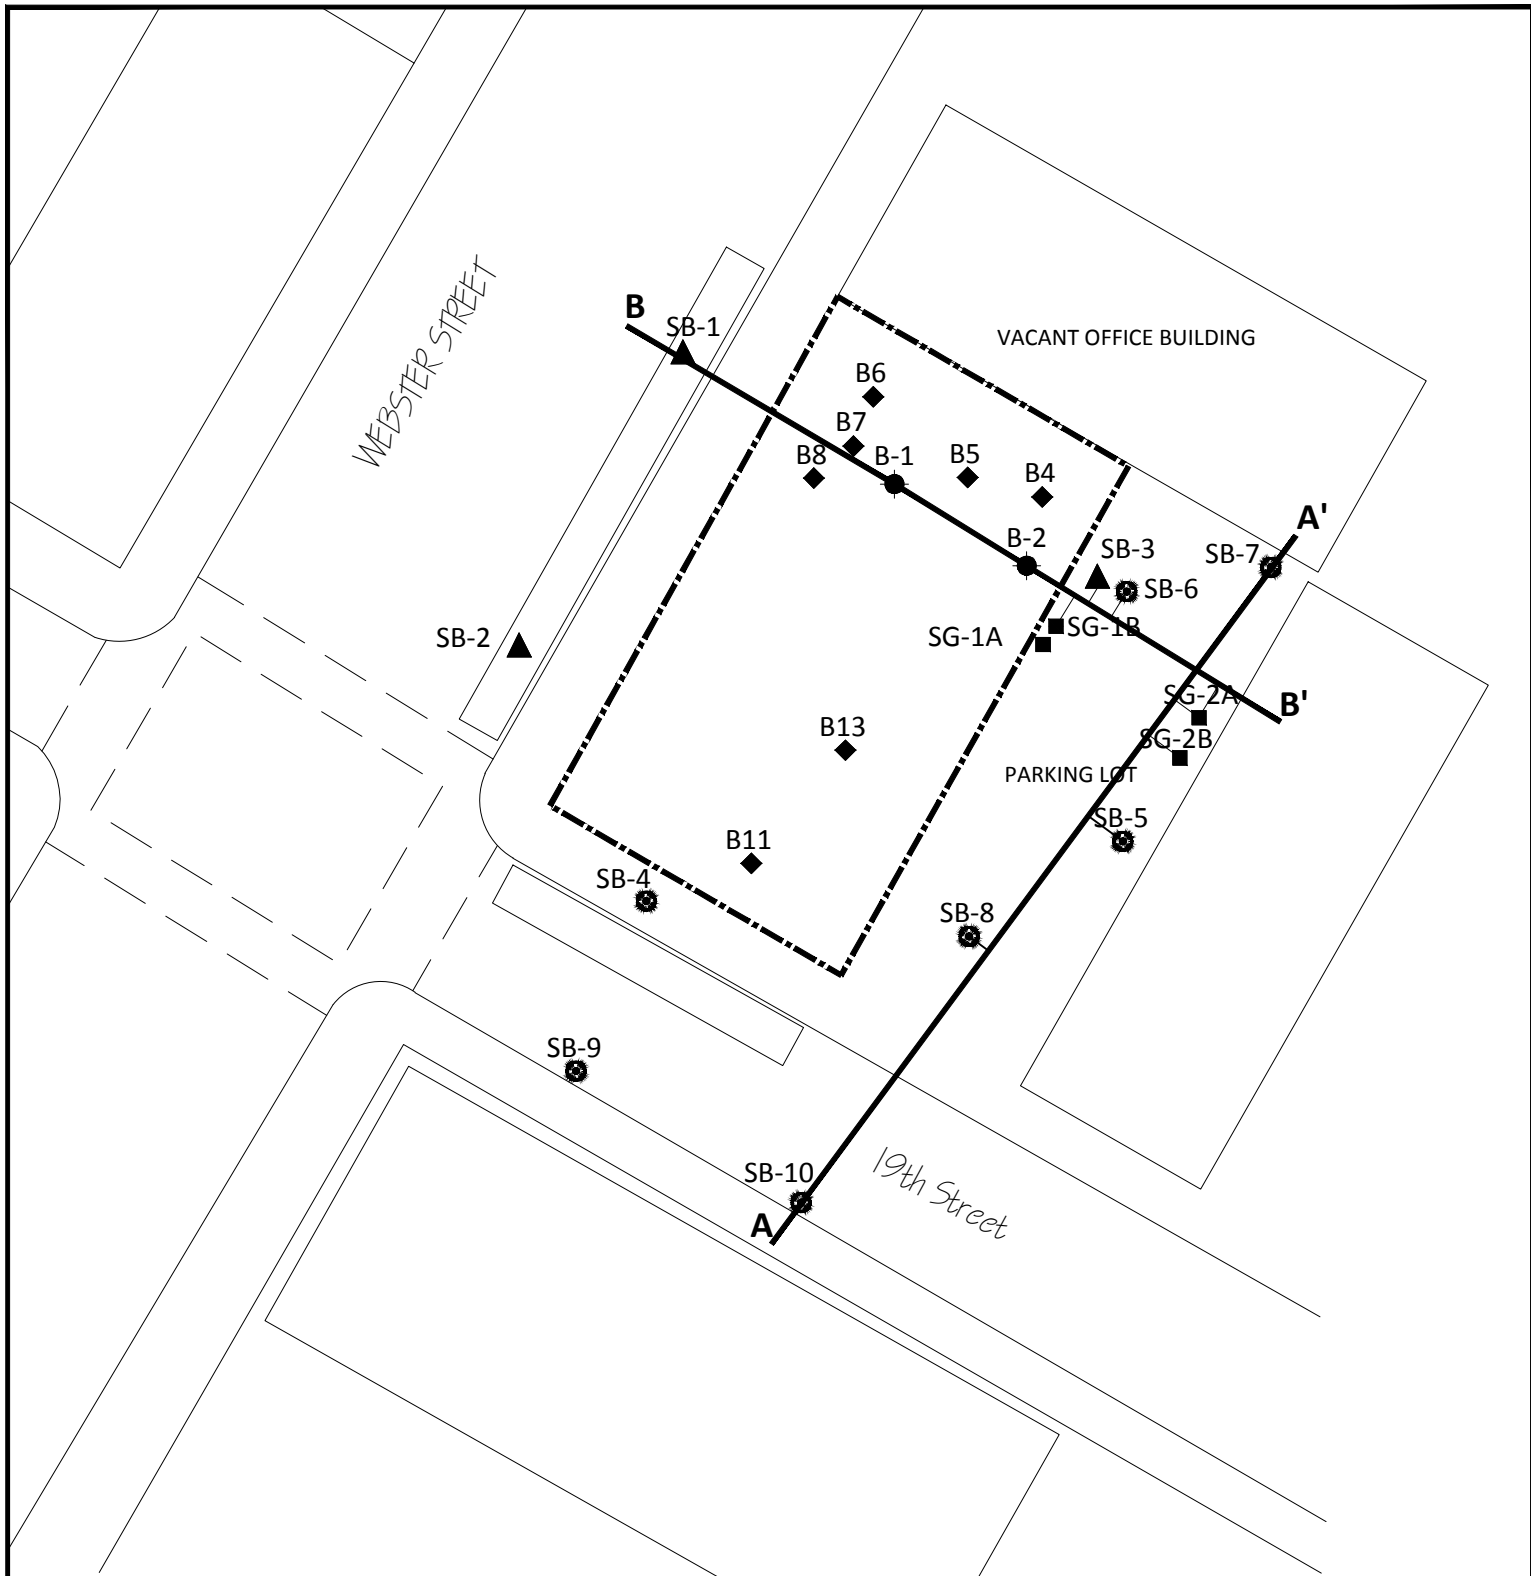 WEBSTER STREET
B
SB-1
VACANT OFFICE BUILDING
B6
B7
B8
B-1
B5
B4
A'
B-2
SB-3
SB-7
SB-6
SB-2
SG-1A
SG-1B
SG-2A
B'
B13
SG-2B
PARKING LOT
SB-5
B11
SB-4
SB-8
SB-9
SB-10
A
19th Street